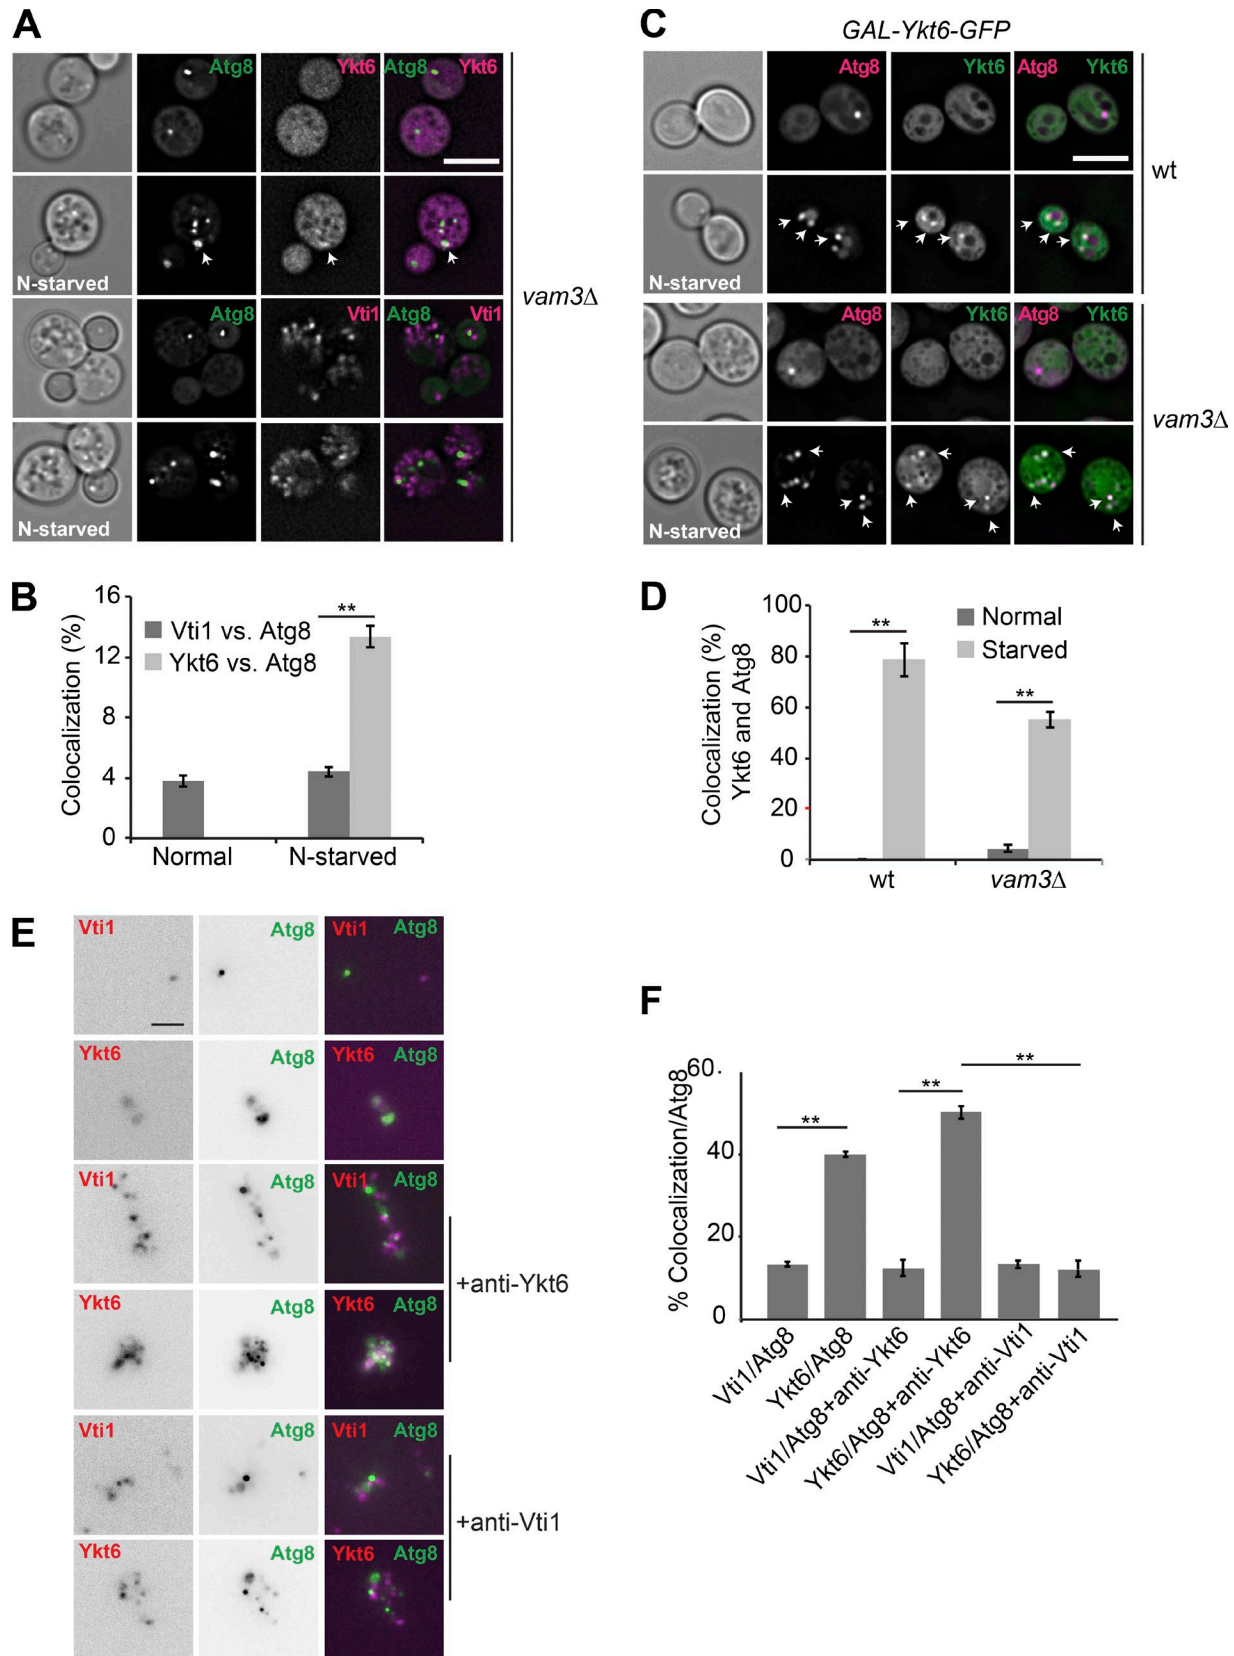 A
Atg8
Ykt6
Atg8
Ykt6
N-starved
Atg8
Vti1
Atg8
Vti1
N-starved
vam3Δ
B
16
12
8
4
0
Colocalization (%)
Vti1 vs. Atg8
Ykt6 vs. Atg8
**
Normal
N-starved
C
GAL-Ykt6-GFP
Atg8
Ykt6
Atg8
Ykt6
N-starved
wt
Atg8
Ykt6
Atg8
Ykt6
N-starved
vam3Δ
D
100
80
60
40
20
0
Colocalization (%)
Ykt6 and Atg8
Normal
Starved
**
**
wt
vam3Δ
E
Vti1
Atg8
Vti1
Atg8
Ykt6
Atg8
Ykt6
Atg8
Vti1
Atg8
Vti1
Atg8
Ykt6
Atg8
Ykt6
Atg8
+anti-Ykt6
Vti1
Atg8
Vti1
Atg8
Ykt6
Atg8
Ykt6
Atg8
+anti-Vti1
F
60.
40
20
0
% Colocalization/Atg8
**
**
**
Vti1/Atg8
Ykt6/Atg8
Vti1/Atg8+anti-Ykt6
Ykt6/Atg8+anti-Ykt6
Vti1/Atg8+anti-Vti1
Ykt6/Atg8+anti-Vti1